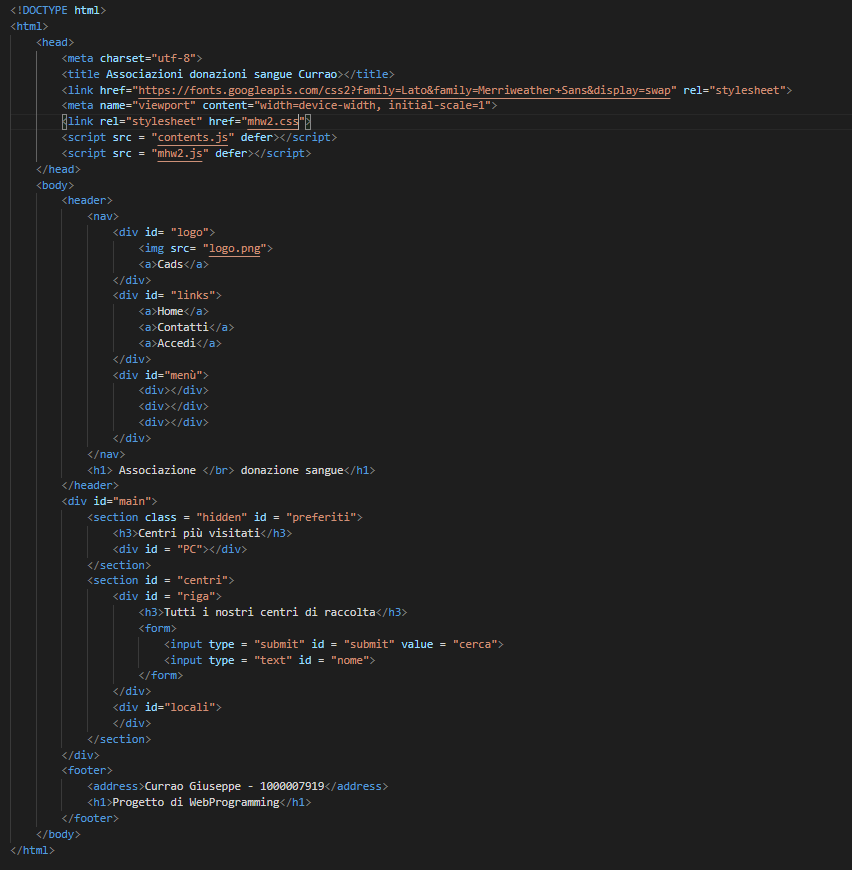 <!DOCTYPE html>
<html>
    <head>
        <meta charset="utf-8">
        <title Associazioni donazioni sangue Currao></title>
        <link href="https://fonts.googleapis.com/css2?family=Lato&family=Merriweather+Sans&display=swap" rel="stylesheet">
        <meta name="viewport" content="width=device-width, initial-scale=1">
        <link rel="stylesheet" href="mhw2.css">
        <script src = "contents.js" defer></script>
        <script src = "mhw2.js" defer></script>
    </head>
    <body>
        <header>
            <nav>
                <div id= "logo">
                    <img src= "logo.png">
                    <a>Cads</a>
                </div>
                <div id= "links">
                    <a>Home</a>
                    <a>Contatti</a>
                    <a>Accedi</a>
                </div>
                <div id="menù">
                    <div></div>
                    <div></div>
                    <div></div>
                </div>
            </nav>
            <h1> Associazione </br> donazione sangue</h1>
        </header>
        <div id="main">
            <section class = "hidden" id = "preferiti">
                <h3>Centri più visitati</h3>
                <div id = "PC"></div>
            </section>
            <section id = "centri">
                <div id = "riga">
                    <h3>Tutti i nostri centri di raccolta</h3>
                    <form>
                        <input type = "submit" id = "submit" value = "cerca">
                        <input type = "text" id = "nome">
                    </form>
                </div>
                <div id="locali">
                </div>
            </section>
        </div>
        <footer>
            <address>Currao Giuseppe - 1000007919</address>
            <h1>Progetto di WebProgramming</h1>
        </footer>
    </body>
</html>